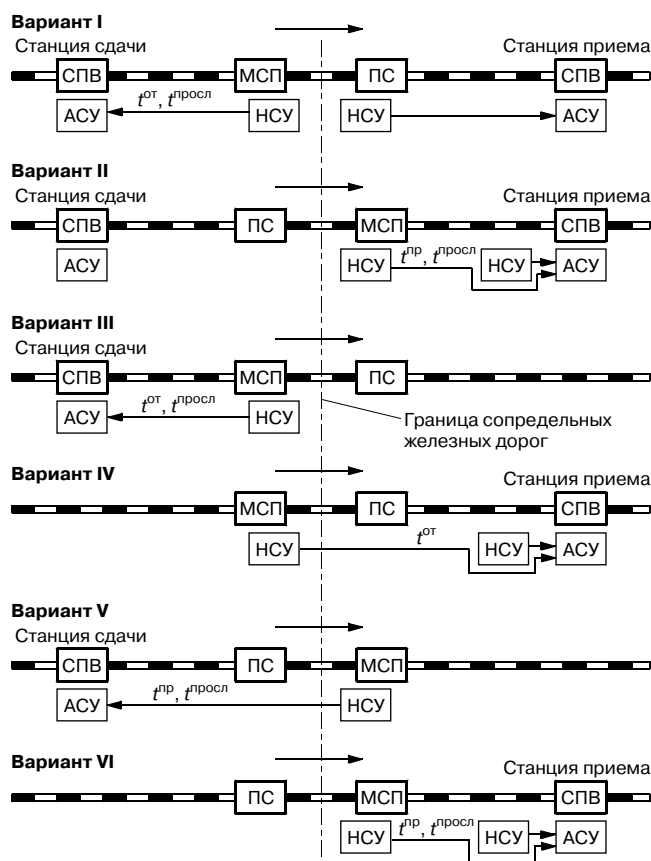 Вариант I
Станция сдачи
Станция приема
СПВ МСП ПС СПВ
АСУ tот, tпросл НСУ НСУ АСУ
Вариант II
Станция сдачи
Станция приема
СПВ ПС МСП СПВ
АСУ НСУ tпр, tпросл НСУ АСУ
Вариант III
Станция сдачи
СПВ МСП ПС
АСУ tот, tпросл НСУ
Граница сопредельных
железных дорог
Вариант IV
Станция приема
МСП ПС СПВ
НСУ tот НСУ АСУ
Вариант V
Станция сдачи
СПВ ПС МСП
АСУ tпр, tпросл НСУ
Вариант VI
Станция приема
ПС МСП СПВ
НСУ tпр, tпросл НСУ АСУ